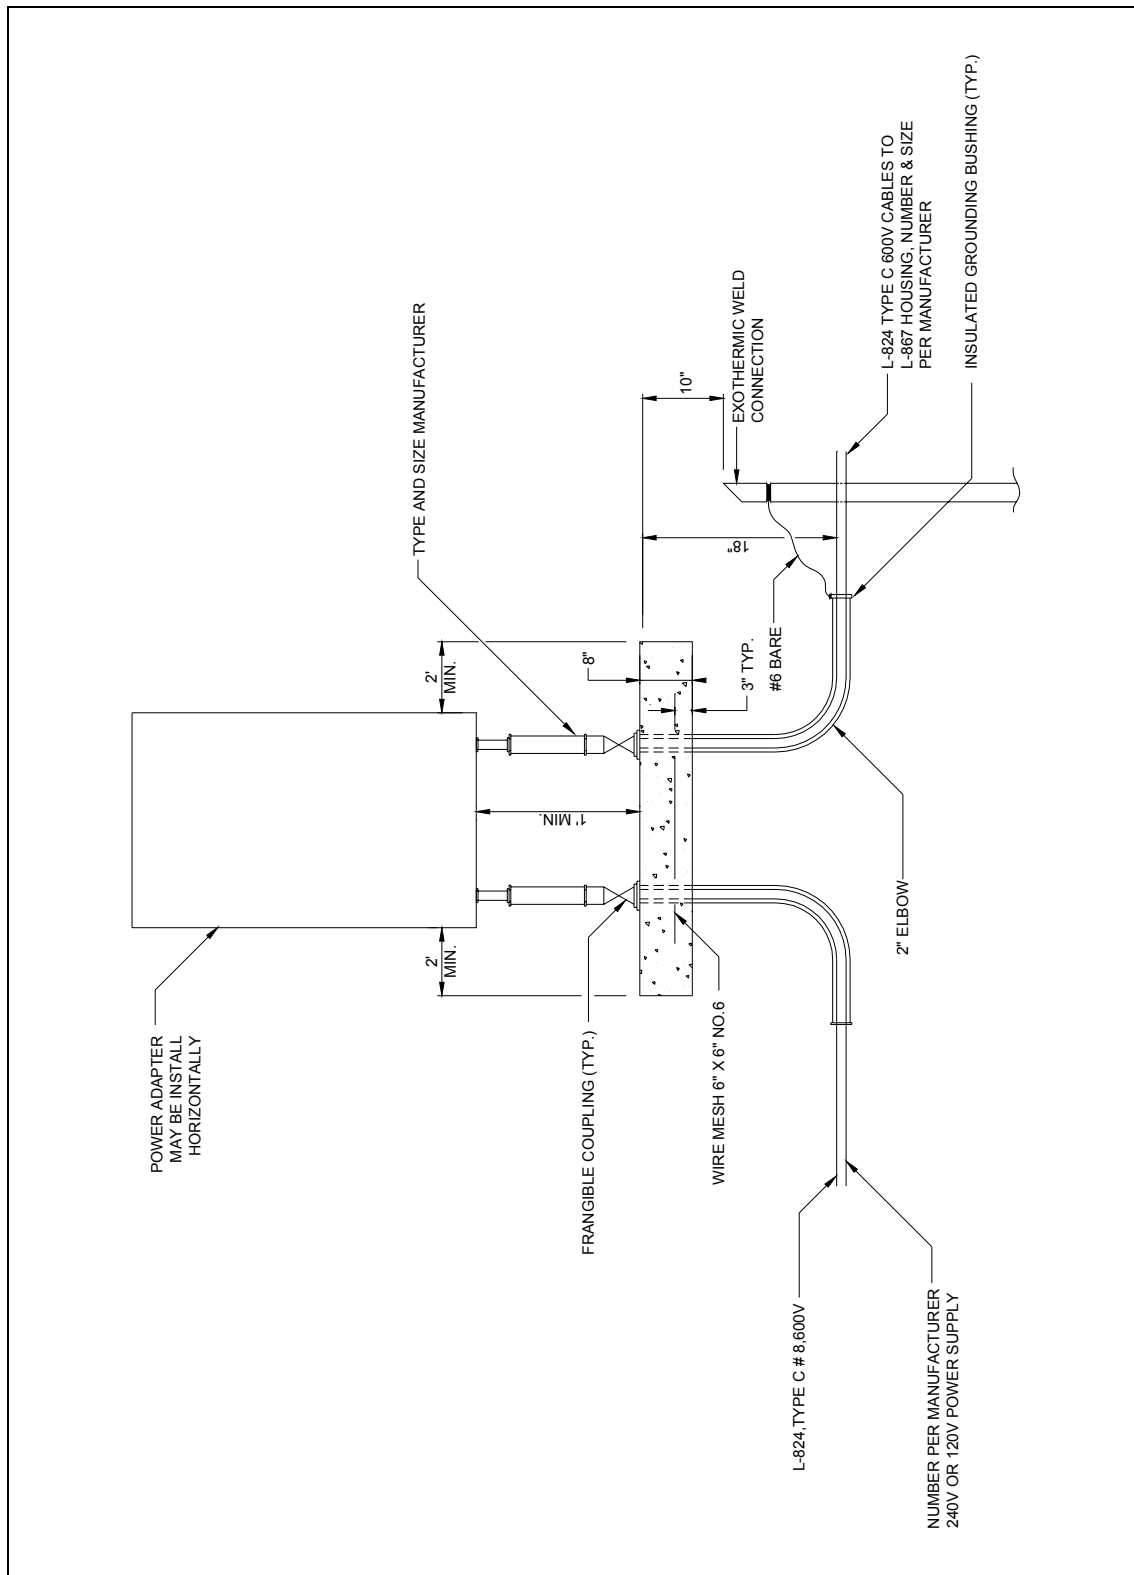 POWER ADAPTER
MAY BE INSTALL
HORIZONTALLY
TYPE AND SIZE MANUFACTURER
2'
MIN.
2'
MIN.
1' MIN.
FRANGIBLE COUPLING (TYP.)
8"
10"
18"
3" TYP.
WIRE MESH 6" X 6" NO.6
#6 BARE
EXOTHERMIC WELD
CONNECTION
L-824 TYPE C 600V CABLES TO
L-867 HOUSING, NUMBER & SIZE
PER MANUFACTURER
INSULATED GROUNDING BUSHING (TYP.)
2" ELBOW
L-824,TYPE C # 8,600V
NUMBER PER MANUFACTURER
240V OR 120V POWER SUPPLY